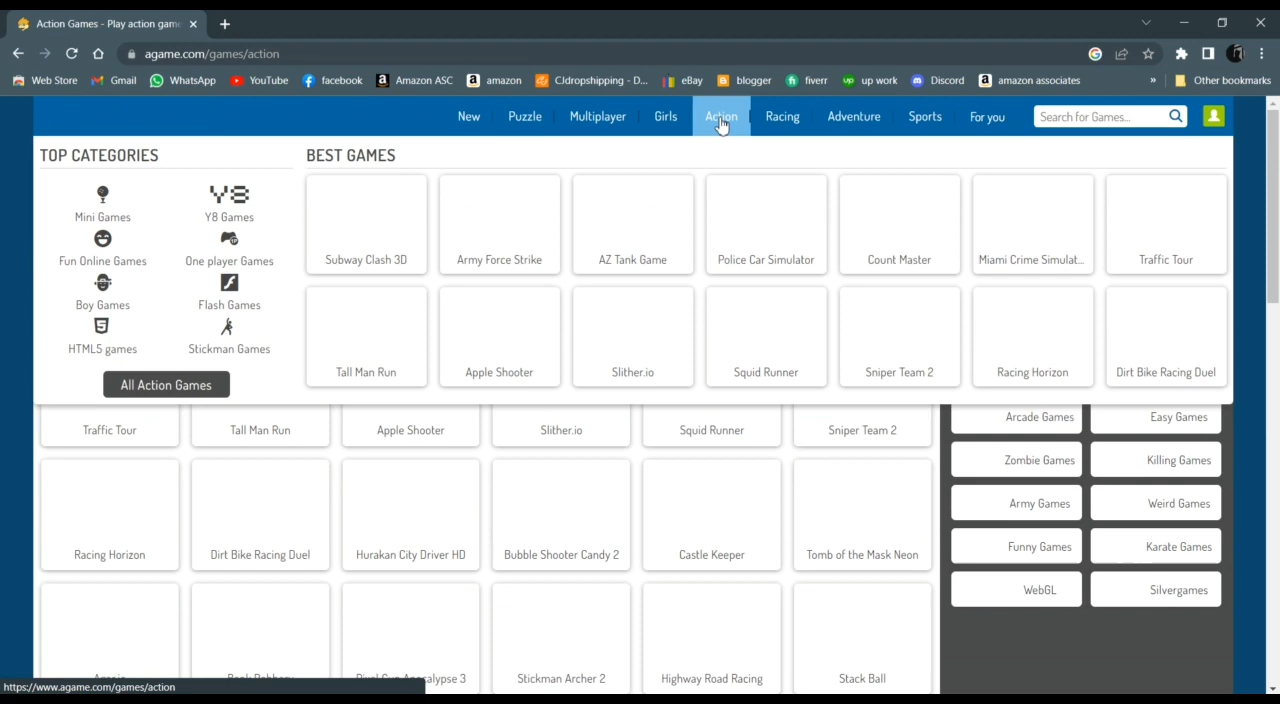 Action Games - Play action game
agame.com/games/action
Web Store
Gmail
WhatsApp
YouTube
facebook
Amazon ASC
amazon
CJdropshipping - D...
eBay
blogger
fiverr
up work
Discord
amazon associates
»
Other bookmarks
New
Puzzle
Multiplayer
Girls
Action
Racing
Adventure
Sports
For you
Search for Games...
TOP CATEGORIES
BEST GAMES
Mini Games
Y8
Y8 Games
Fun Online Games
One player Games
Boy Games
Flash Games
HTML5 games
Stickman Games
All Action Games
Subway Clash 3D
Army Force Strike
AZ Tank Game
Police Car Simulator
Count Master
Miami Crime Simulat...
Traffic Tour
Tall Man Run
Apple Shooter
Slither.io
Squid Runner
Sniper Team 2
Racing Horizon
Dirt Bike Racing Duel
Traffic Tour
Tall Man Run
Apple Shooter
Slither.io
Squid Runner
Sniper Team 2
Racing Horizon
Dirt Bike Racing Duel
Hurakan City Driver HD
Bubble Shooter Candy 2
Castle Keeper
Tomb of the Mask Neon
Stickman Archer 2
Highway Road Racing
Stack Ball
Arcade Games
Easy Games
Zombie Games
Killing Games
Army Games
Weird Games
Funny Games
Karate Games
WebGL
Silvergames
https://www.agame.com/games/action